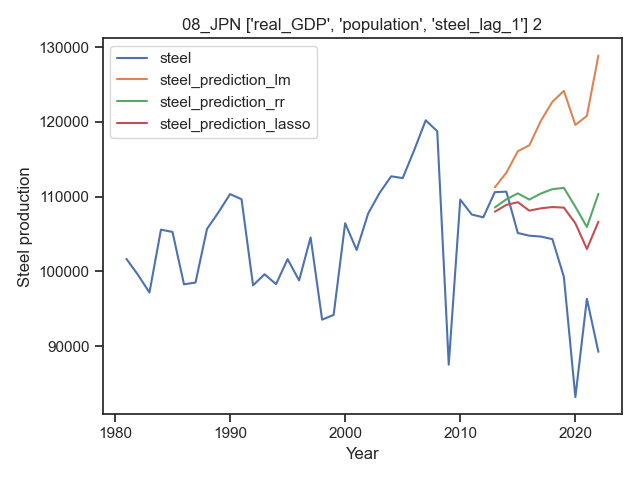 08_JPN ['real_GDP', 'population', 'steel_lag_1'] 2
steel
steel_prediction_lm
steel_prediction_rr
steel_prediction_lasso
130000
120000
110000
100000
90000
Steel production
1980
1990
2000
2010
2020
Year